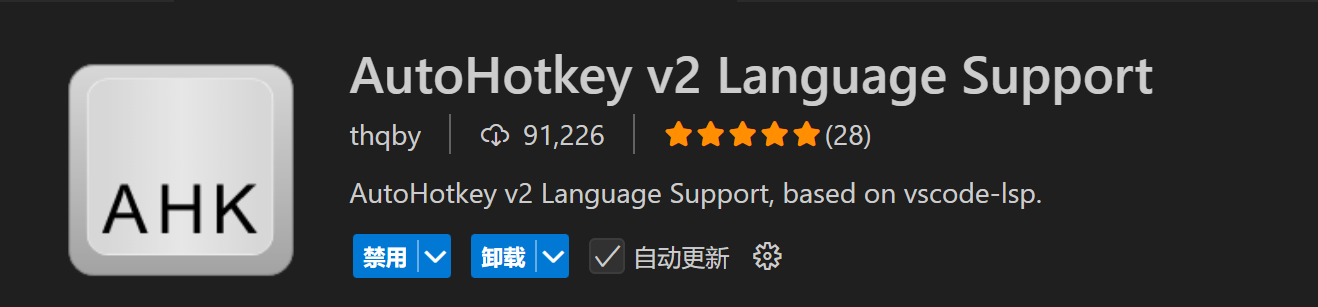 AHK
AutoHotkey v2 Language Support
thqby 91,226 (28)
AutoHotkey v2 Language Support, based on vscode-lsp.
禁用 卸载 自动更新